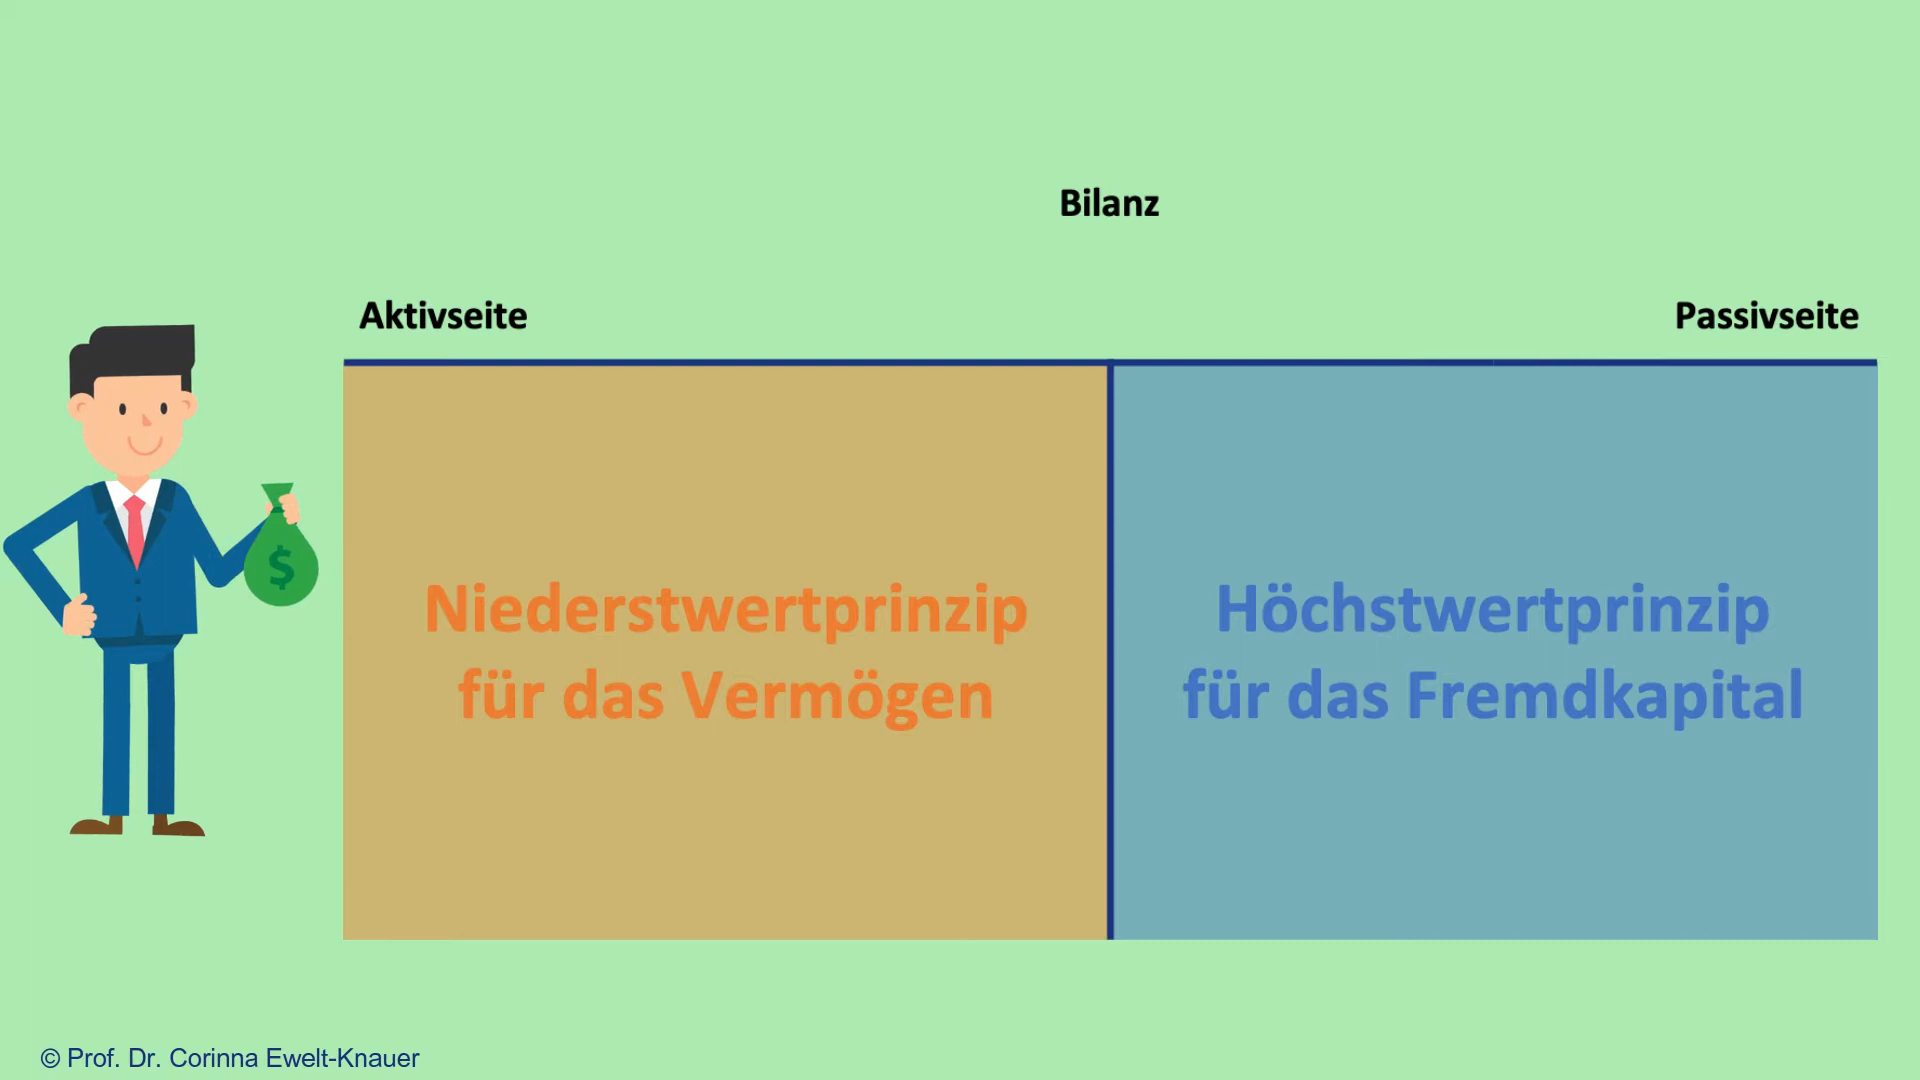 Bilanz
Aktivseite
Passivseite
Niederstwertprinzip
für das Vermögen
Höchstwertprinzip
für das Fremdkapital
$
© Prof. Dr. Corinna Ewelt-Knauer